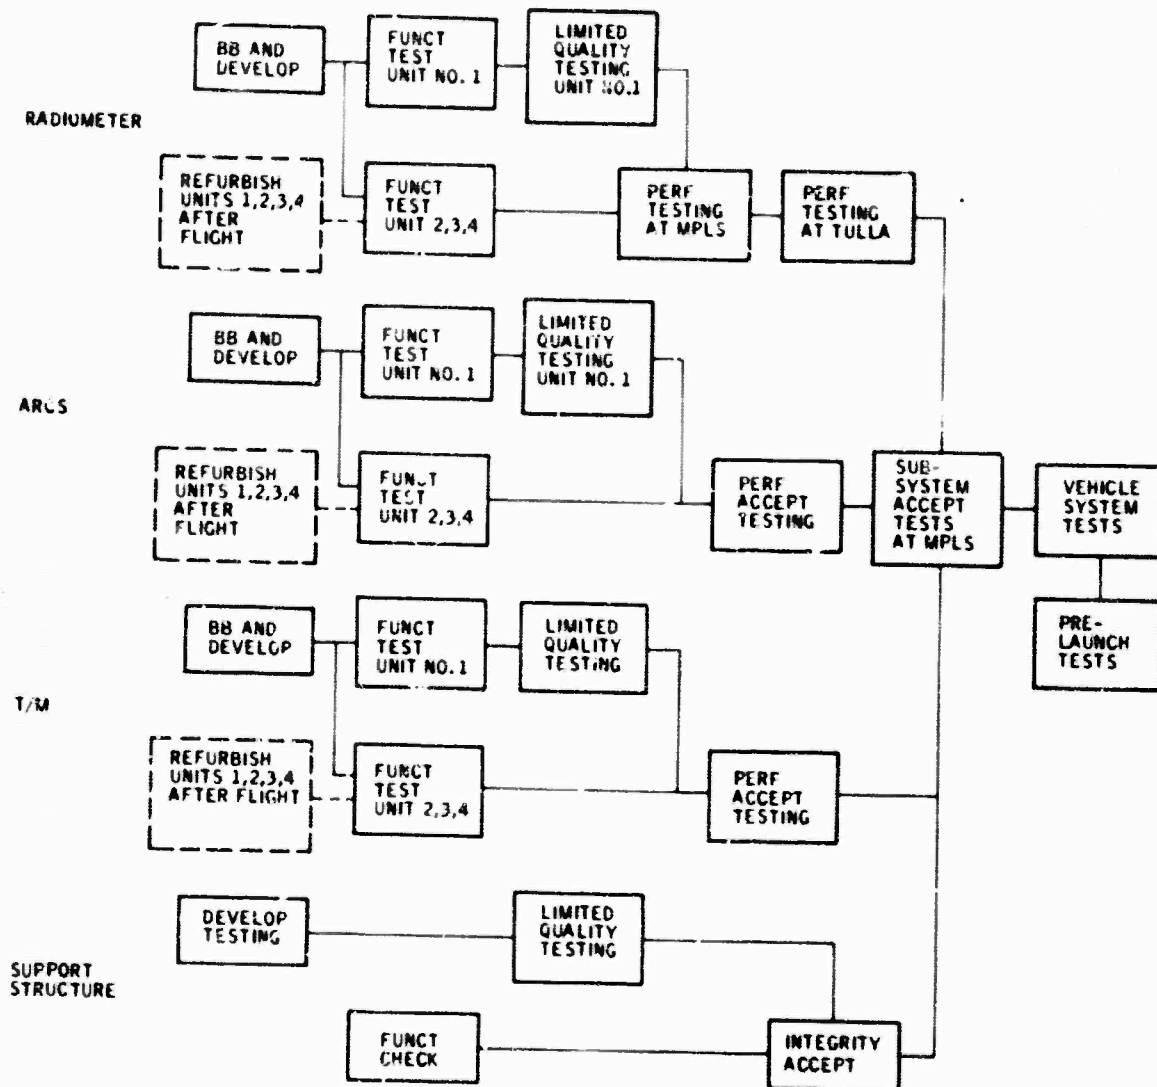 BB AND
DEVELOP
FUNCT
TEST
UNIT NO. 1
LIMITED
QUALITY
TESTING
UNIT NO.1
RADIOMETER
REFURBISH
UNITS 1,2,3,4
AFTER
FLIGHT
FUNCT
TEST
UNIT 2,3,4
PERF
TESTING
AT MPLS
PERF
TESTING
AT TULLA
BB AND
DEVELOP
FUNCT
TEST
UNIT NO. 1
LIMITED
QUALITY
TESTING
UNIT NO. 1
ARCS
REFURBISH
UNITS 1,2,3,4
AFTER
FLIGHT
FUNCT
TEST
UNIT 2,3,4
PERF
ACCEPT
TESTING
SUB-
SYSTEM
ACCEPT
TESTS
AT MPLS
VEHICLE
SYSTEM
TESTS
BB AND
DEVELOP
FUNCT
TEST
UNIT NO. 1
LIMITED
QUALITY
TESTING
PRE-
LAUNCH
TESTS
T/M
REFURBISH
UNITS 1,2,3,4
AFTER FLIGHT
FUNCT
TEST
UNIT 2,3,4
PERF
ACCEPT
TESTING
DEVELOP
TESTING
LIMITED
QUALITY
TESTING
SUPPORT
STRUCTURE
FUNCT
CHECK
INTEGRITY
ACCEPT